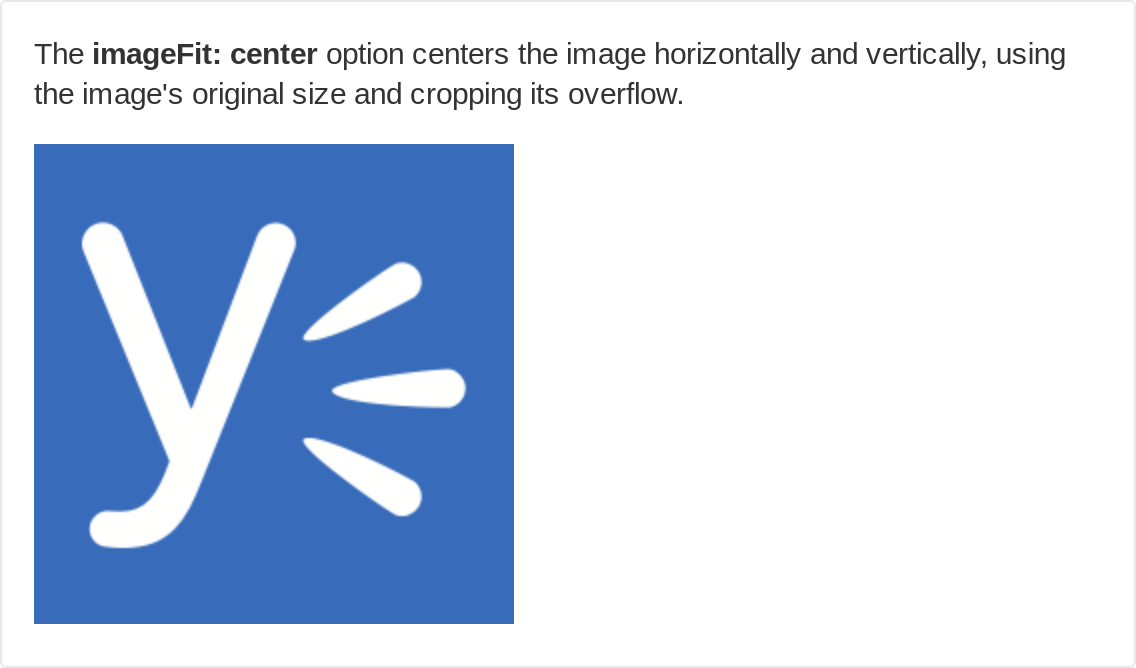 The imageFit: center option centers the image horizontally and vertically, using
the image's original size and cropping its overflow.
y